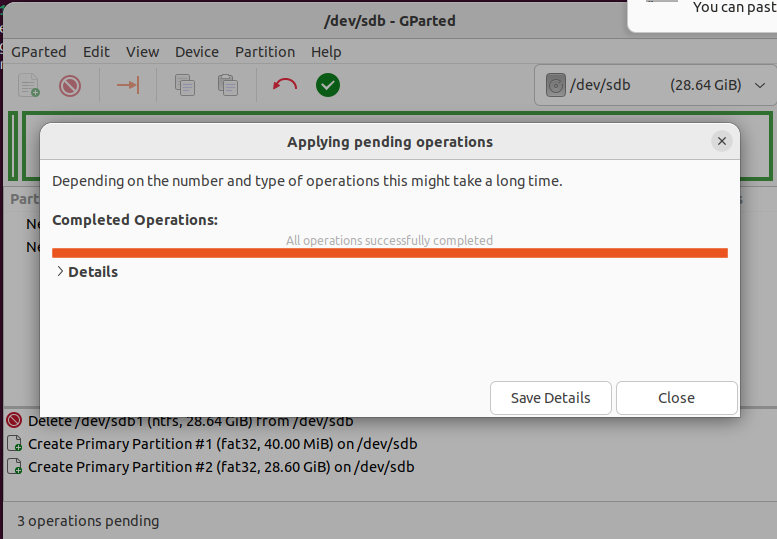 You can past
/dev/sdb - GParted
GParted Edit View Device Partition Help
/dev/sdb (28.64 GiB)
Applying pending operations
Depending on the number and type of operations this might take a long time.
Part
Completed Operations:
Ne
All operations successfully completed
Ne
Details
Save Details Close
Delete /dev/sdb1 (ntfs, 28.64 GiB) from /dev/sdb
Create Primary Partition #1 (fat32, 40.00 MiB) on /dev/sdb
Create Primary Partition #2 (fat32, 28.60 GiB) on /dev/sdb
3 operations pending